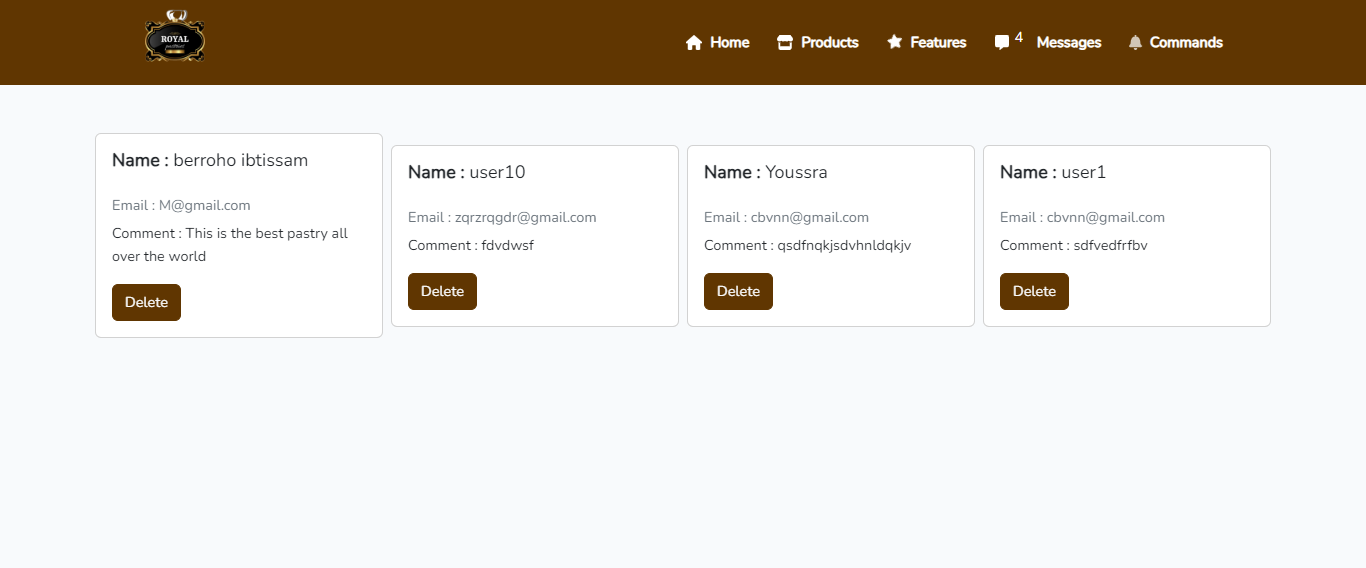 ROYAL
Home
Products
Features
4
Messages
Commands
Name : berroho ibtissam
Email : M@gmail.com
Comment : This is the best pastry all
over the world
Delete
Name : user10
Email : zqrzrqgdr@gmail.com
Comment : fdvdwsf
Delete
Name : Youssra
Email : cbvnn@gmail.com
Comment : qsdfnqkjsdvhnldqkjv
Delete
Name : user1
Email : cbvnn@gmail.com
Comment : sdfvedfrfbv
Delete